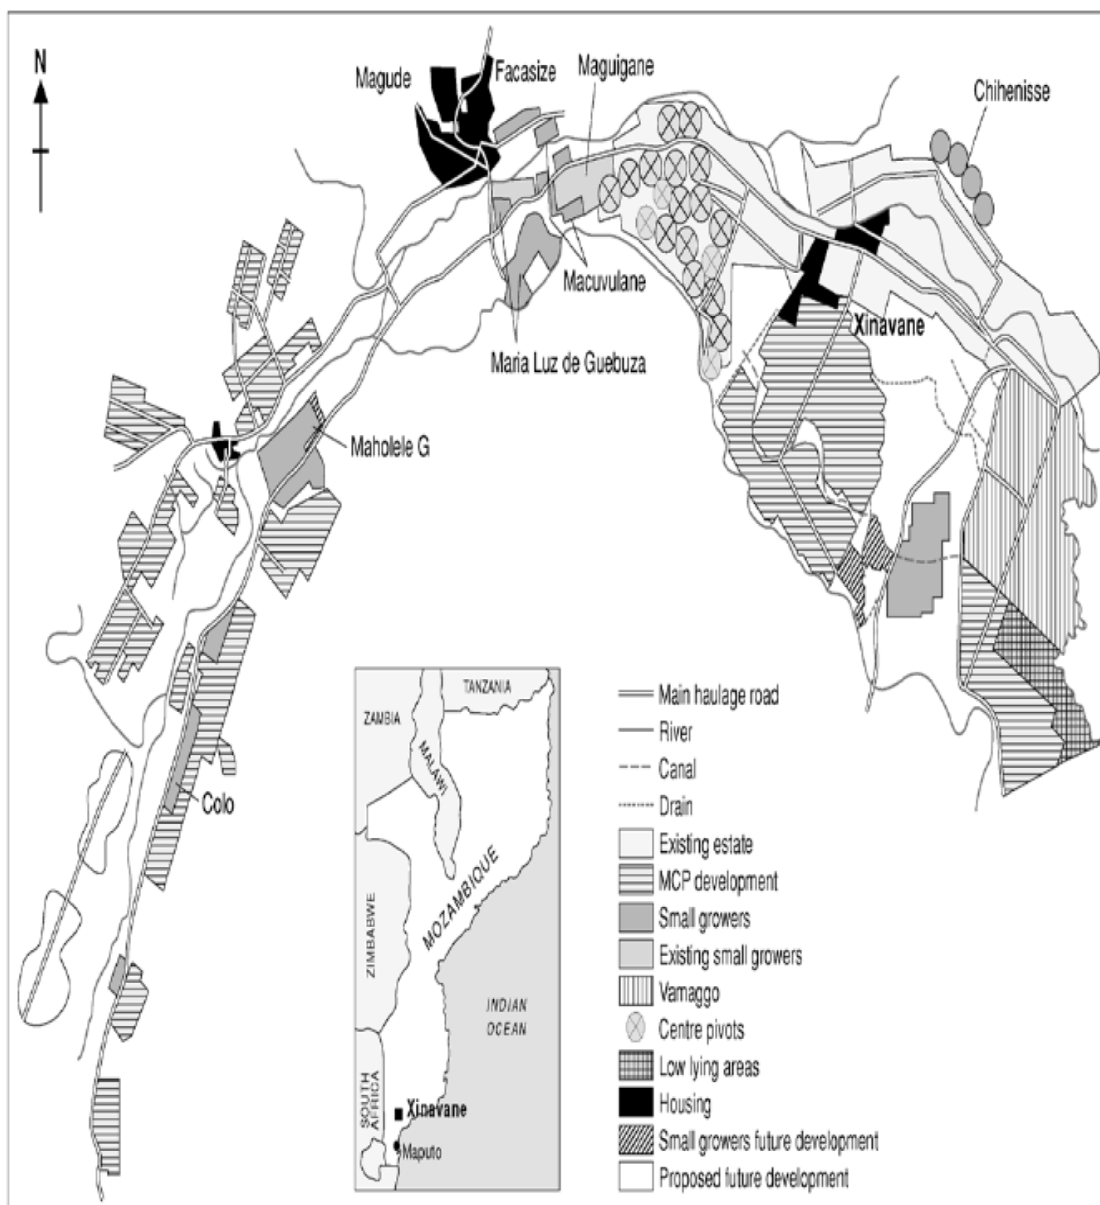 N
Magude
Facasize
Maguigane
Chihenisse
Macuvulane
Xinavane
Maria Luz de Guebuza
Maholele G
Colo
TANZANIA
ZAMBIA
MALAWI
MOZAMBIQUE
ZIMBABWE
INDIAN
OCEAN
SOUTH
AFRICA
Xinavane
Maputo
Main haulage road
River
Canal
Drain
Existing estate
MCP development
Small growers
Existing small growers
Vamaggo
Centre pivots
Low lying areas
Housing
Small growers future development
Proposed future development